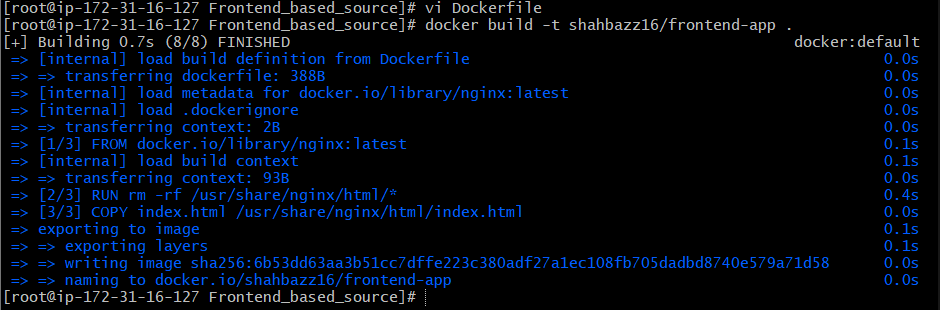 [root@ip-172-31-16-127 Frontend_based_source]# vi Dockerfile
[root@ip-172-31-16-127 Frontend_based_source]# docker build -t shahbazz16/frontend-app .
[+] Building 0.7s (8/8) FINISHED docker:default
=> [internal] load build definition from Dockerfile 0.0s
=> => transferring dockerfile: 388B 0.0s
=> [internal] load metadata for docker.io/library/nginx:latest 0.0s
=> [internal] load .dockerignore 0.0s
=> => transferring context: 2B 0.0s
=> [1/3] FROM docker.io/library/nginx:latest 0.1s
=> [internal] load build context 0.1s
=> => transferring context: 93B 0.0s
=> [2/3] RUN rm -rf /usr/share/nginx/html/* 0.4s
=> [3/3] COPY index.html /usr/share/nginx/html/index.html 0.0s
=> exporting to image 0.1s
=> => exporting layers 0.1s
=> => writing image sha256:6b53dd63aa3b51cc7dffe223c380adf27a1ec108fb705dadbd8740e579a71d58 0.0s
=> => naming to docker.io/shahbazz16/frontend-app 0.0s
[root@ip-172-31-16-127 Frontend_based_source]#